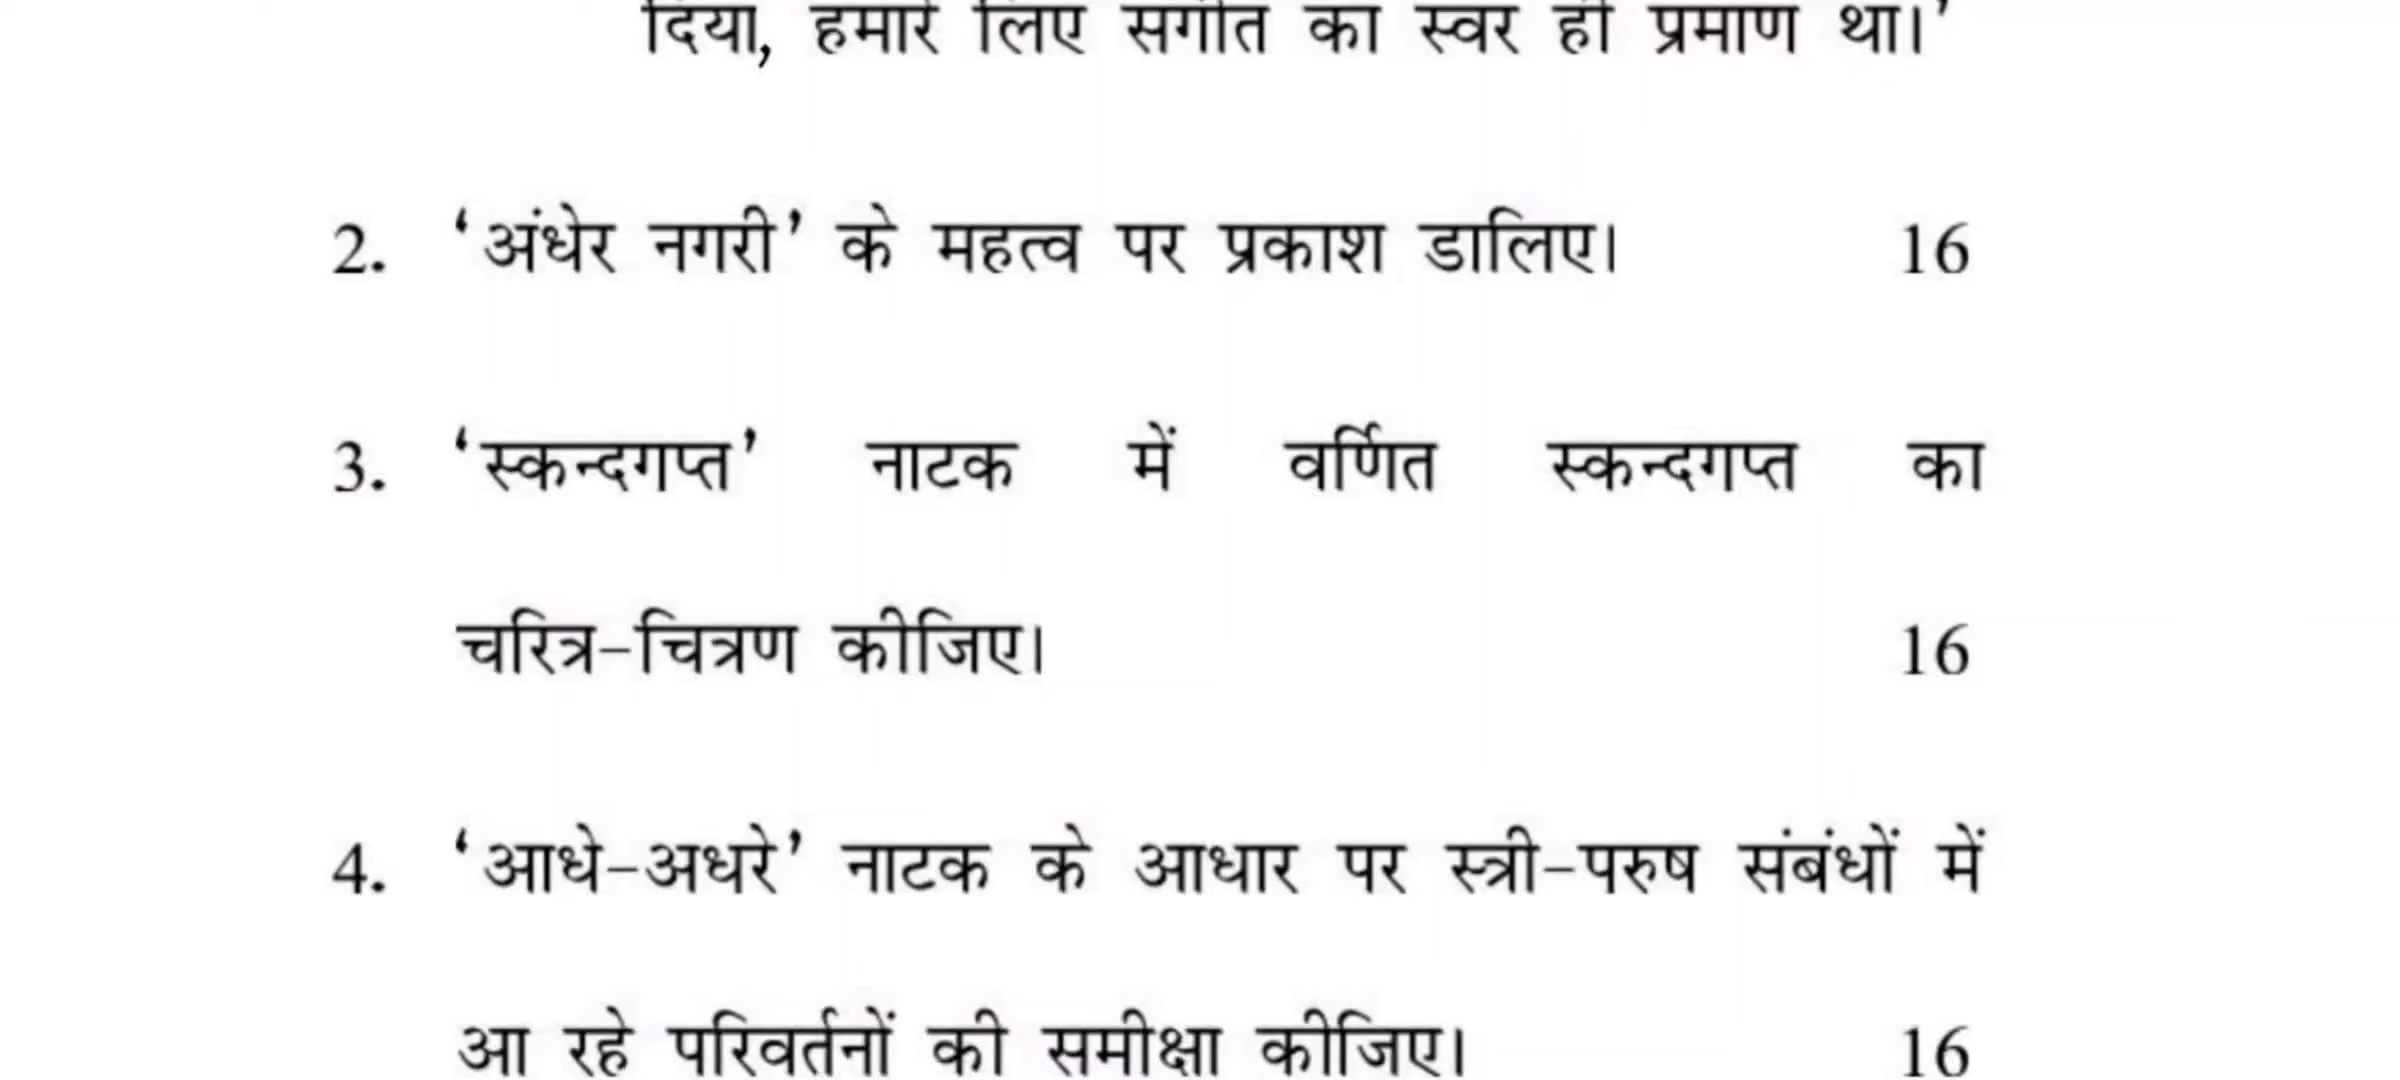 दिया, हमारे लिए संगीत का स्वर ही प्रमाण था।’
2. ‘अंधेर नगरी’ के महत्व पर प्रकाश डालिए। 16
3. ‘स्कन्दगप्त’ नाटक में वर्णित स्कन्दगप्त का
चरित्र-चित्रण कीजिए। 16
4. ‘आधे-अधरे’ नाटक के आधार पर स्त्री-परुष संबंधों में
आ रहे परिवर्तनों की समीक्षा कीजिए। 16